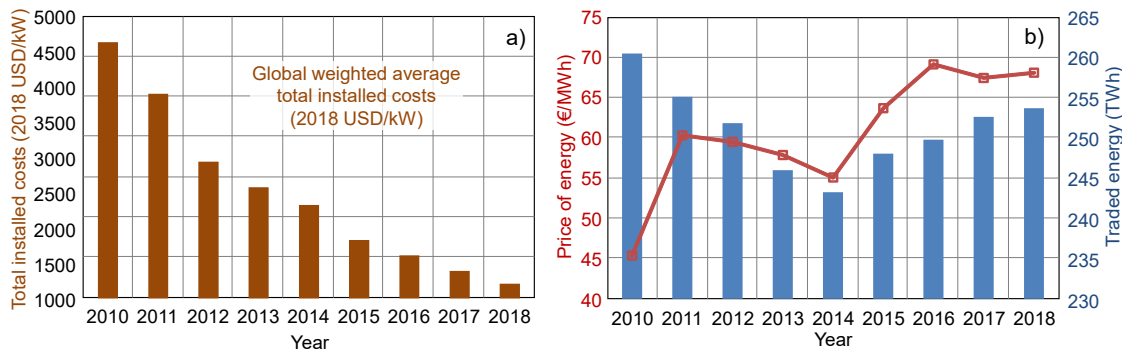 Total installed costs (2018 USD/kW)
5000
4500
4000
3500
3000
2500
2000
1500
1000
a)
Global weighted average
total installed costs
(2018 USD/kW)
2010 2011 2012 2013 2014 2015 2016 2017 2018
Year
Price of energy (€/MWh)
75
70
65
60
55
50
45
40
b)
265
260
255
250
245
240
235
230
Traded energy (TWh)
2010 2011 2012 2013 2014 2015 2016 2017 2018
Year